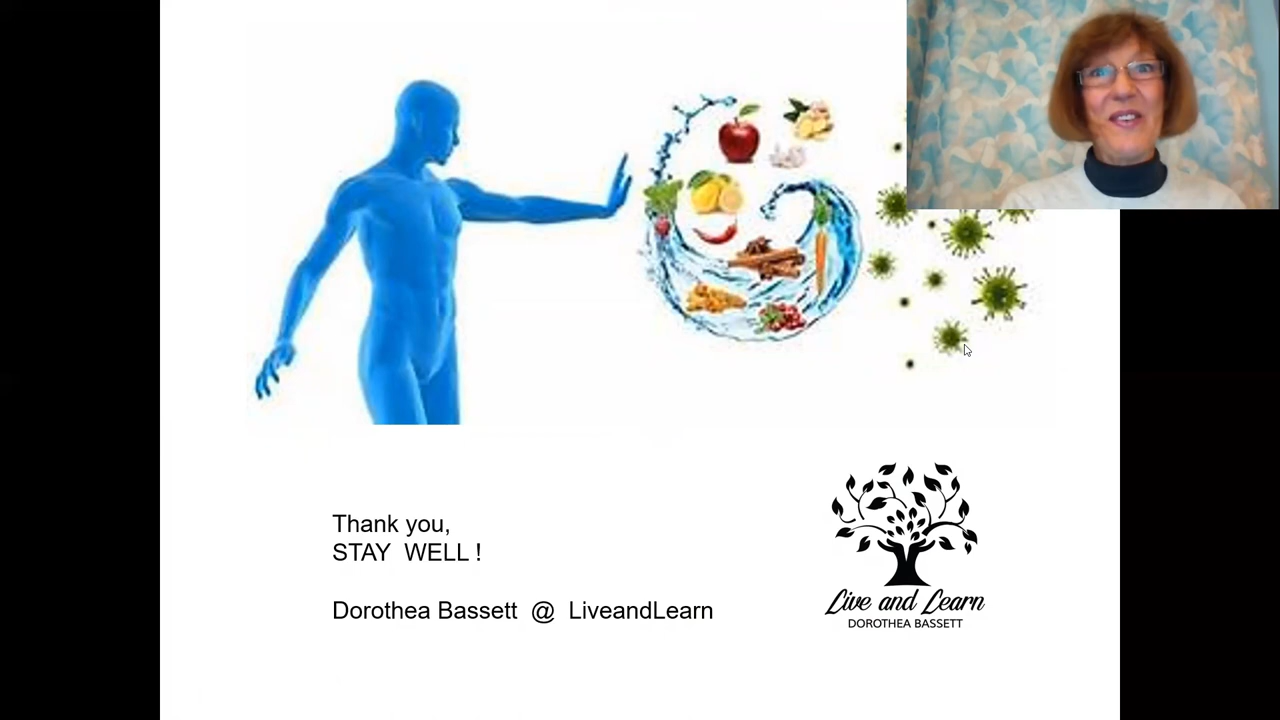 Thank you,
STAY WELL !
Dorothea Bassett @ LiveandLearn
Live and Learn
DOROTHEA BASSETT